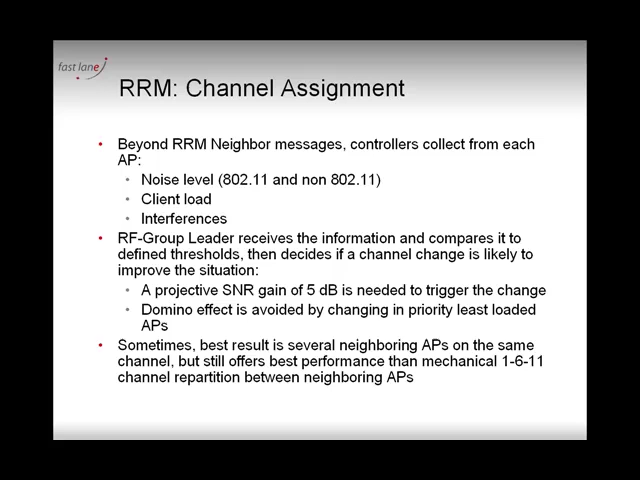 fast lane
RRM: Channel Assignment
• Beyond RRM Neighbor messages, controllers collect from each
AP:
• Noise level (802.11 and non 802.11)
• Client load
• Interferences
• RF-Group Leader receives the information and compares it to
defined thresholds, then decides if a channel change is likely to
improve the situation:
• A projective SNR gain of 5 dB is needed to trigger the change
• Domino effect is avoided by changing in priority least loaded
APs
• Sometimes, best result is several neighboring APs on the same
channel, but still offers best performance than mechanical 1-6-11
channel repartition between neighboring APs